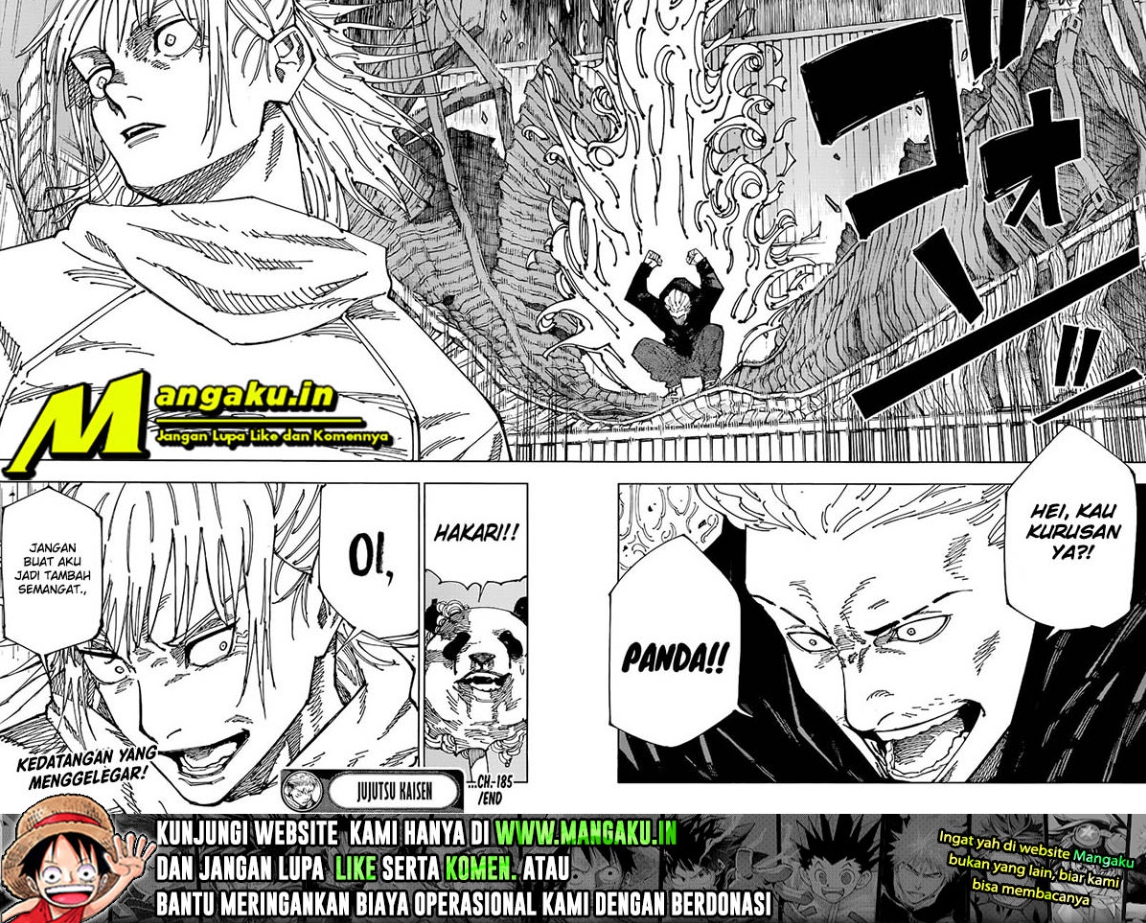 ゴォッ
Mangaku.in
Jangan Lupa Like dan Komennya
HEI, KAU
KURUSAN
YA?!
PANDA!!
HAKARI!!
OI,
JANGAN
BUAT AKU
JADI TAMBAH
SEMANGAT.,
KEDATANGAN YANG
MENGGELEGAR!
JUJUTSU KAISEN
...CH.-185
/END
KUNJUNGI WEBSITE KAMI HANYA DI WWW.MANGAKU.IN
DAN JANGAN LUPA LIKE SERTA KOMEN. ATAU
BANTU MERINGANKAN BIAYA OPERASIONAL KAMI DENGAN BERDONASI
Ingat yah di website Mangaku
bukan yang lain, biar kami
bisa membacanya